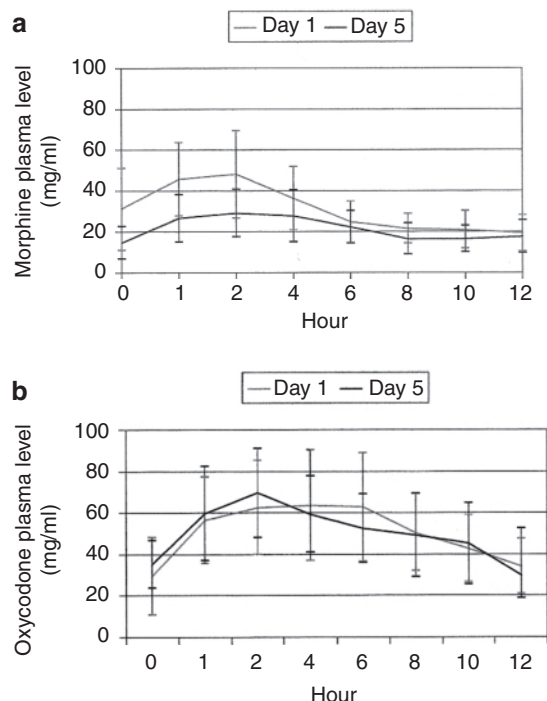 a
Day 1 Day 5
Morphine plasma level
(mg/ml)
100
80
60
40
20
0
0 1 2 4 6 8 10 12
Hour
b
Day 1 Day 5
Oxycodone plasma level
(mg/ml)
100
80
60
40
20
0
0 1 2 4 6 8 10 12
Hour